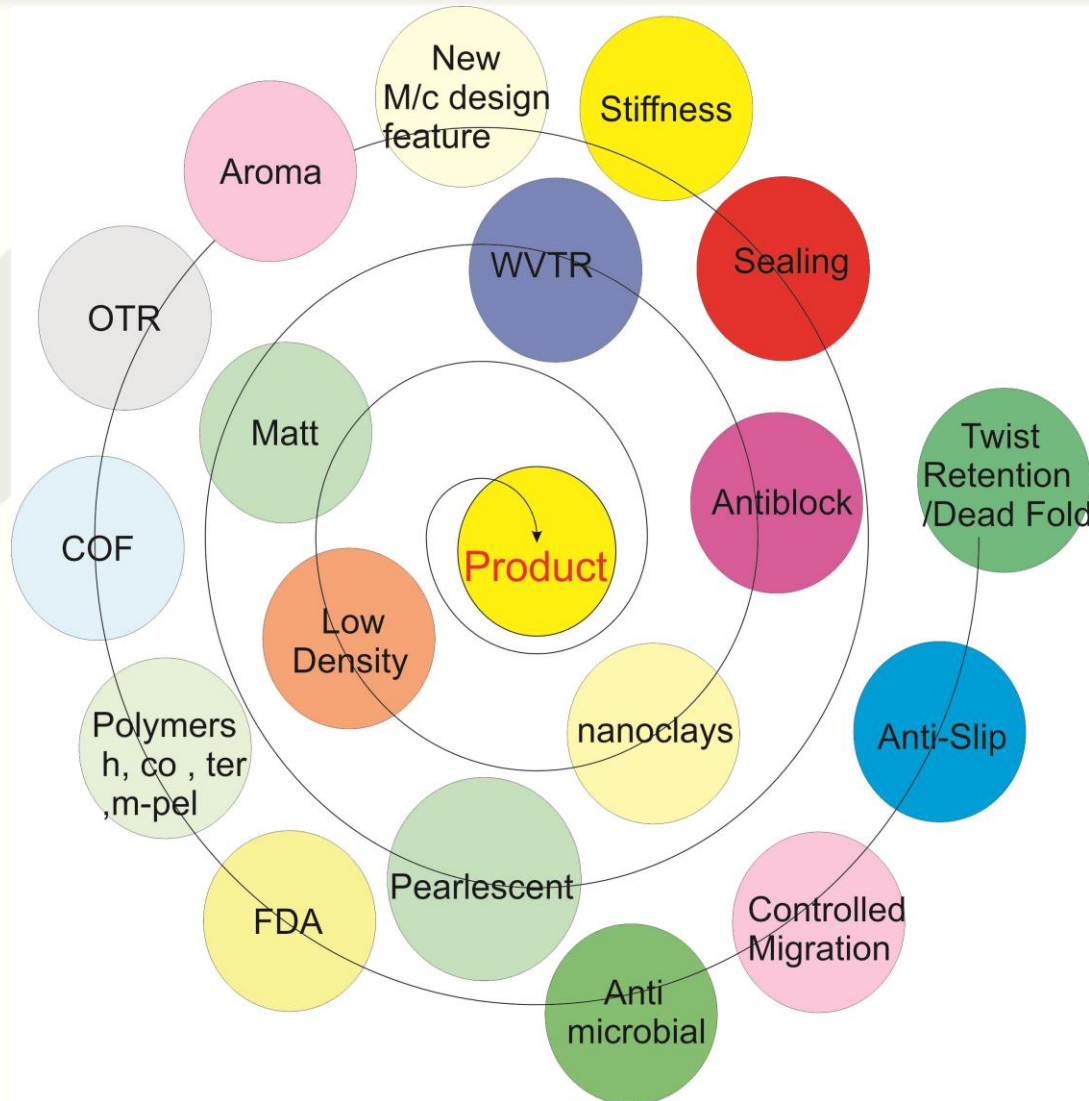 New
M/c design
feature
Stiffness
Aroma
WVTR
Sealing
OTR
Matt
Twist
Retention
/Dead Fold
Antiblock
COF
Product
Low
Density
Polymers
h, co , ter
,m-pel
nanoclays
Anti-Slip
Pearlescent
FDA
Controlled
Migration
Anti
microbial